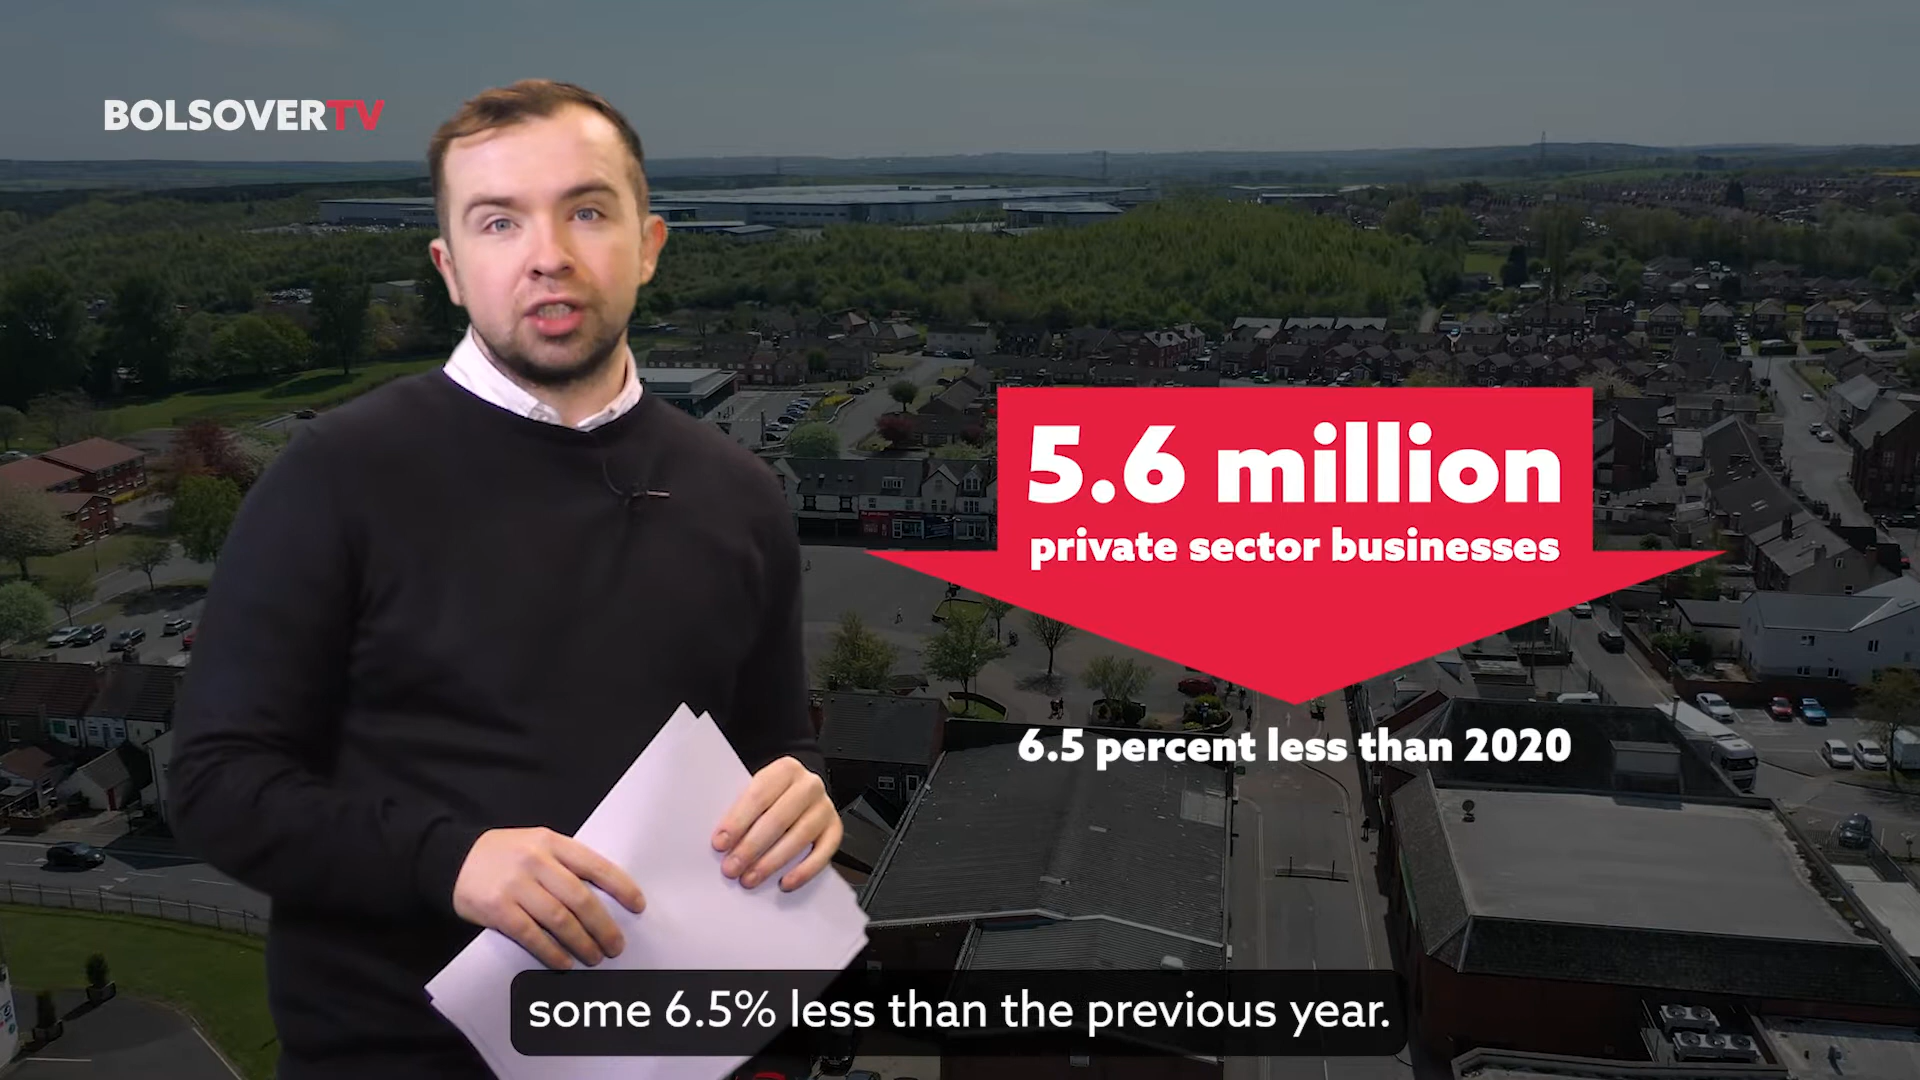 BOLSOVERTV
5.6 million
private sector businesses
6.5 percent less than 2020
some 6.5% less than the previous year.